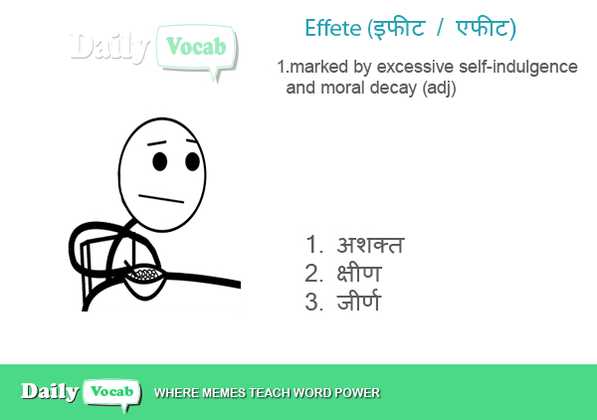 Daily Vocab
Effete (इफीट / एफीट)
1.marked by excessive self-indulgence
and moral decay (adj)
1. अशक्त
2. क्षीण
3. जीर्ण
Daily Vocab WHERE MEMES TEACH WORD POWER